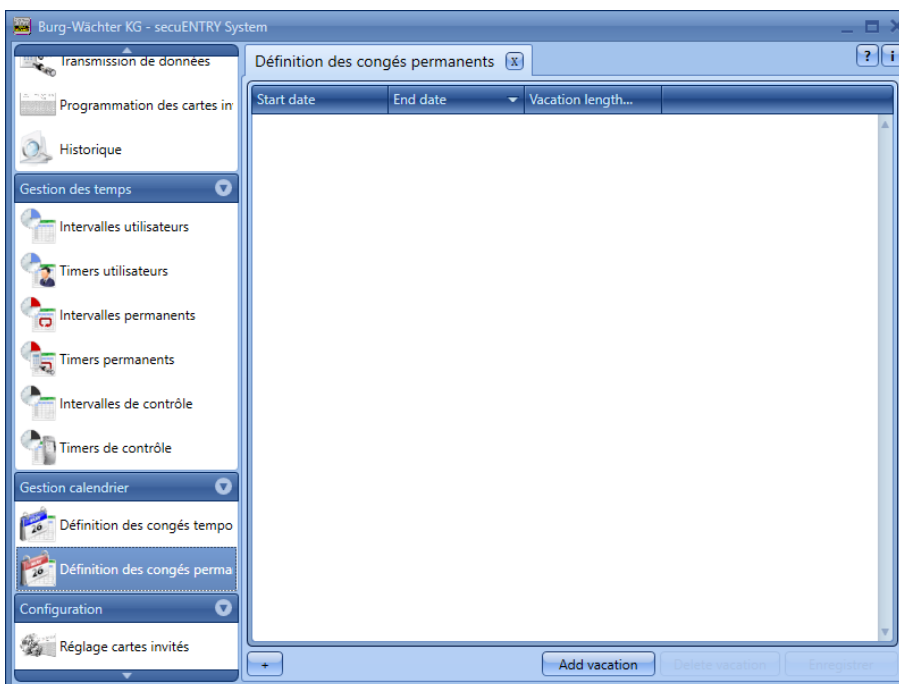 Burg-Wächter KG - secuENTRY System
Transmission de données
Programmation des cartes in
Historique
Gestion des temps
Intervalles utilisateurs
Timers utilisateurs
Intervalles permanents
Timers permanents
Intervalles de contrôle
Timers de contrôle
Gestion calendrier
Définition des congés tempo
Définition des congés perma
Configuration
Réglage cartes invités
Définition des congés permanents X
? i
Start date End date Vacation length...
+ Add vacation Delete vacation Enregistrer